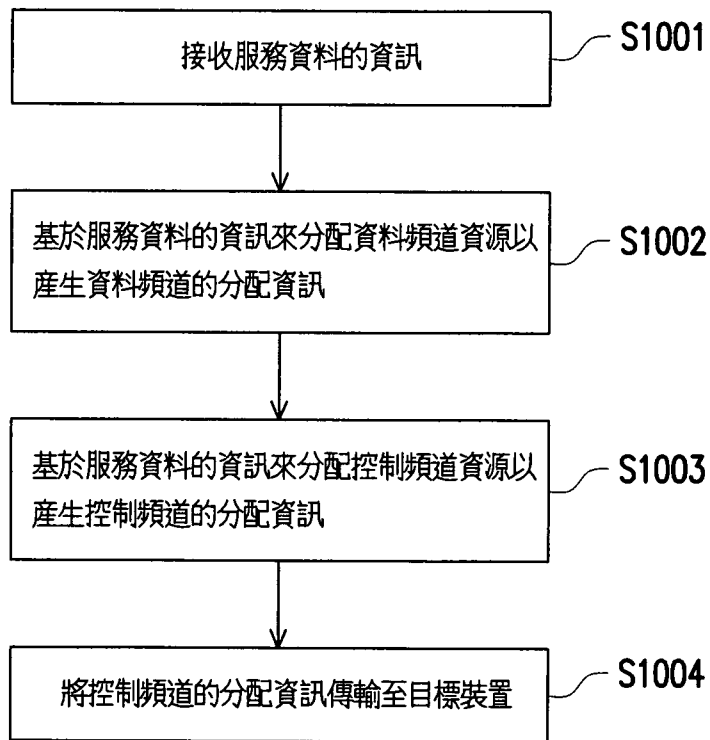 接收服務資料的資訊
S1001
基於服務資料的資訊來分配資料頻道資源以
產生資料頻道的分配資訊
S1002
基於服務資料的資訊來分配控制頻道資源以
產生控制頻道的分配資訊
S1003
將控制頻道的分配資訊傳輸至目標裝置
S1004